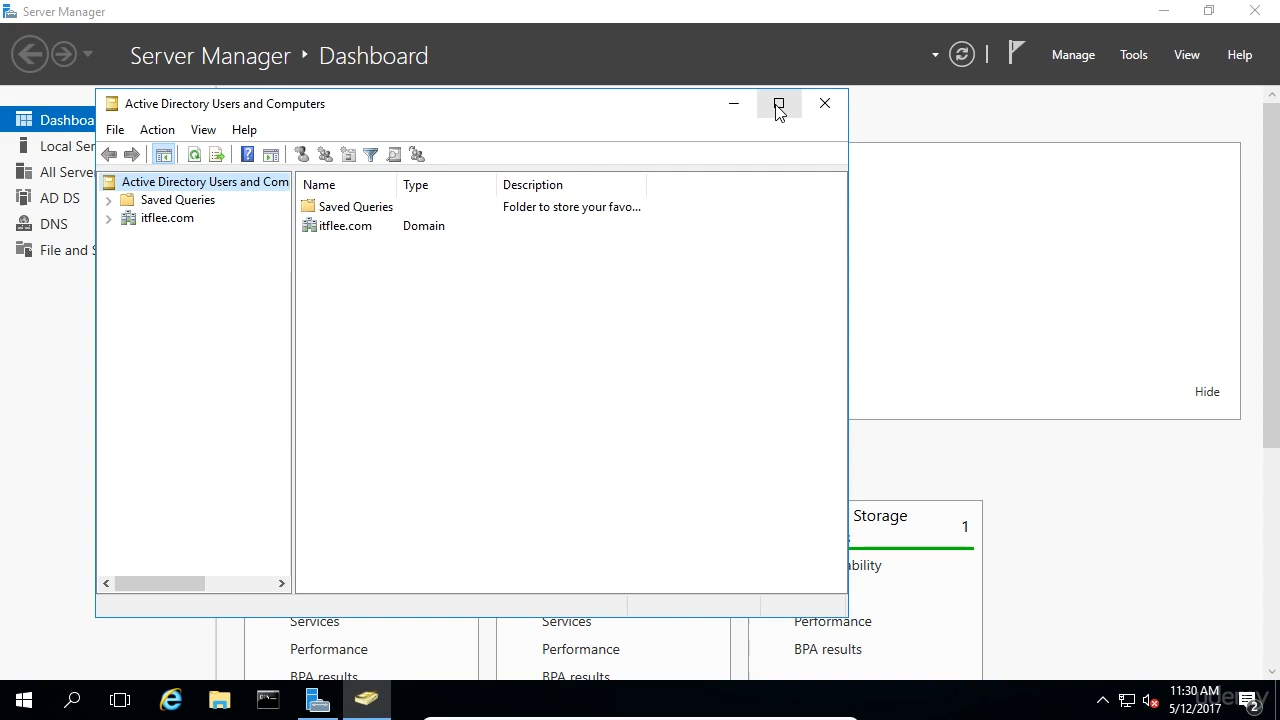 Server Manager
Server Manager ‣ Dashboard
Manage Tools View Help
Active Directory Users and Computers
File Action View Help
Dashboa
Local Ser
All Serve
AD DS
DNS
File and S
Active Directory Users and Com
Saved Queries
itflee.com
Name Type Description
Saved Queries Folder to store your favo...
itflee.com Domain
Hide
Storage 1
ability
Services Services Performance
Performance Performance BPA results
BPA results BPA results
11:30 AM
5/12/2017
2
udemy